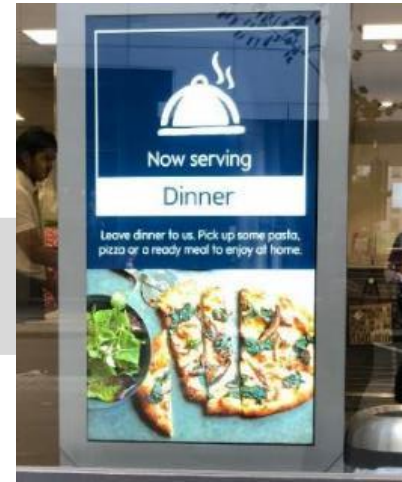 Now serving
Dinner
Leave dinner to us. Pick up some pasta,
pizza or a ready meal to enjoy at home.